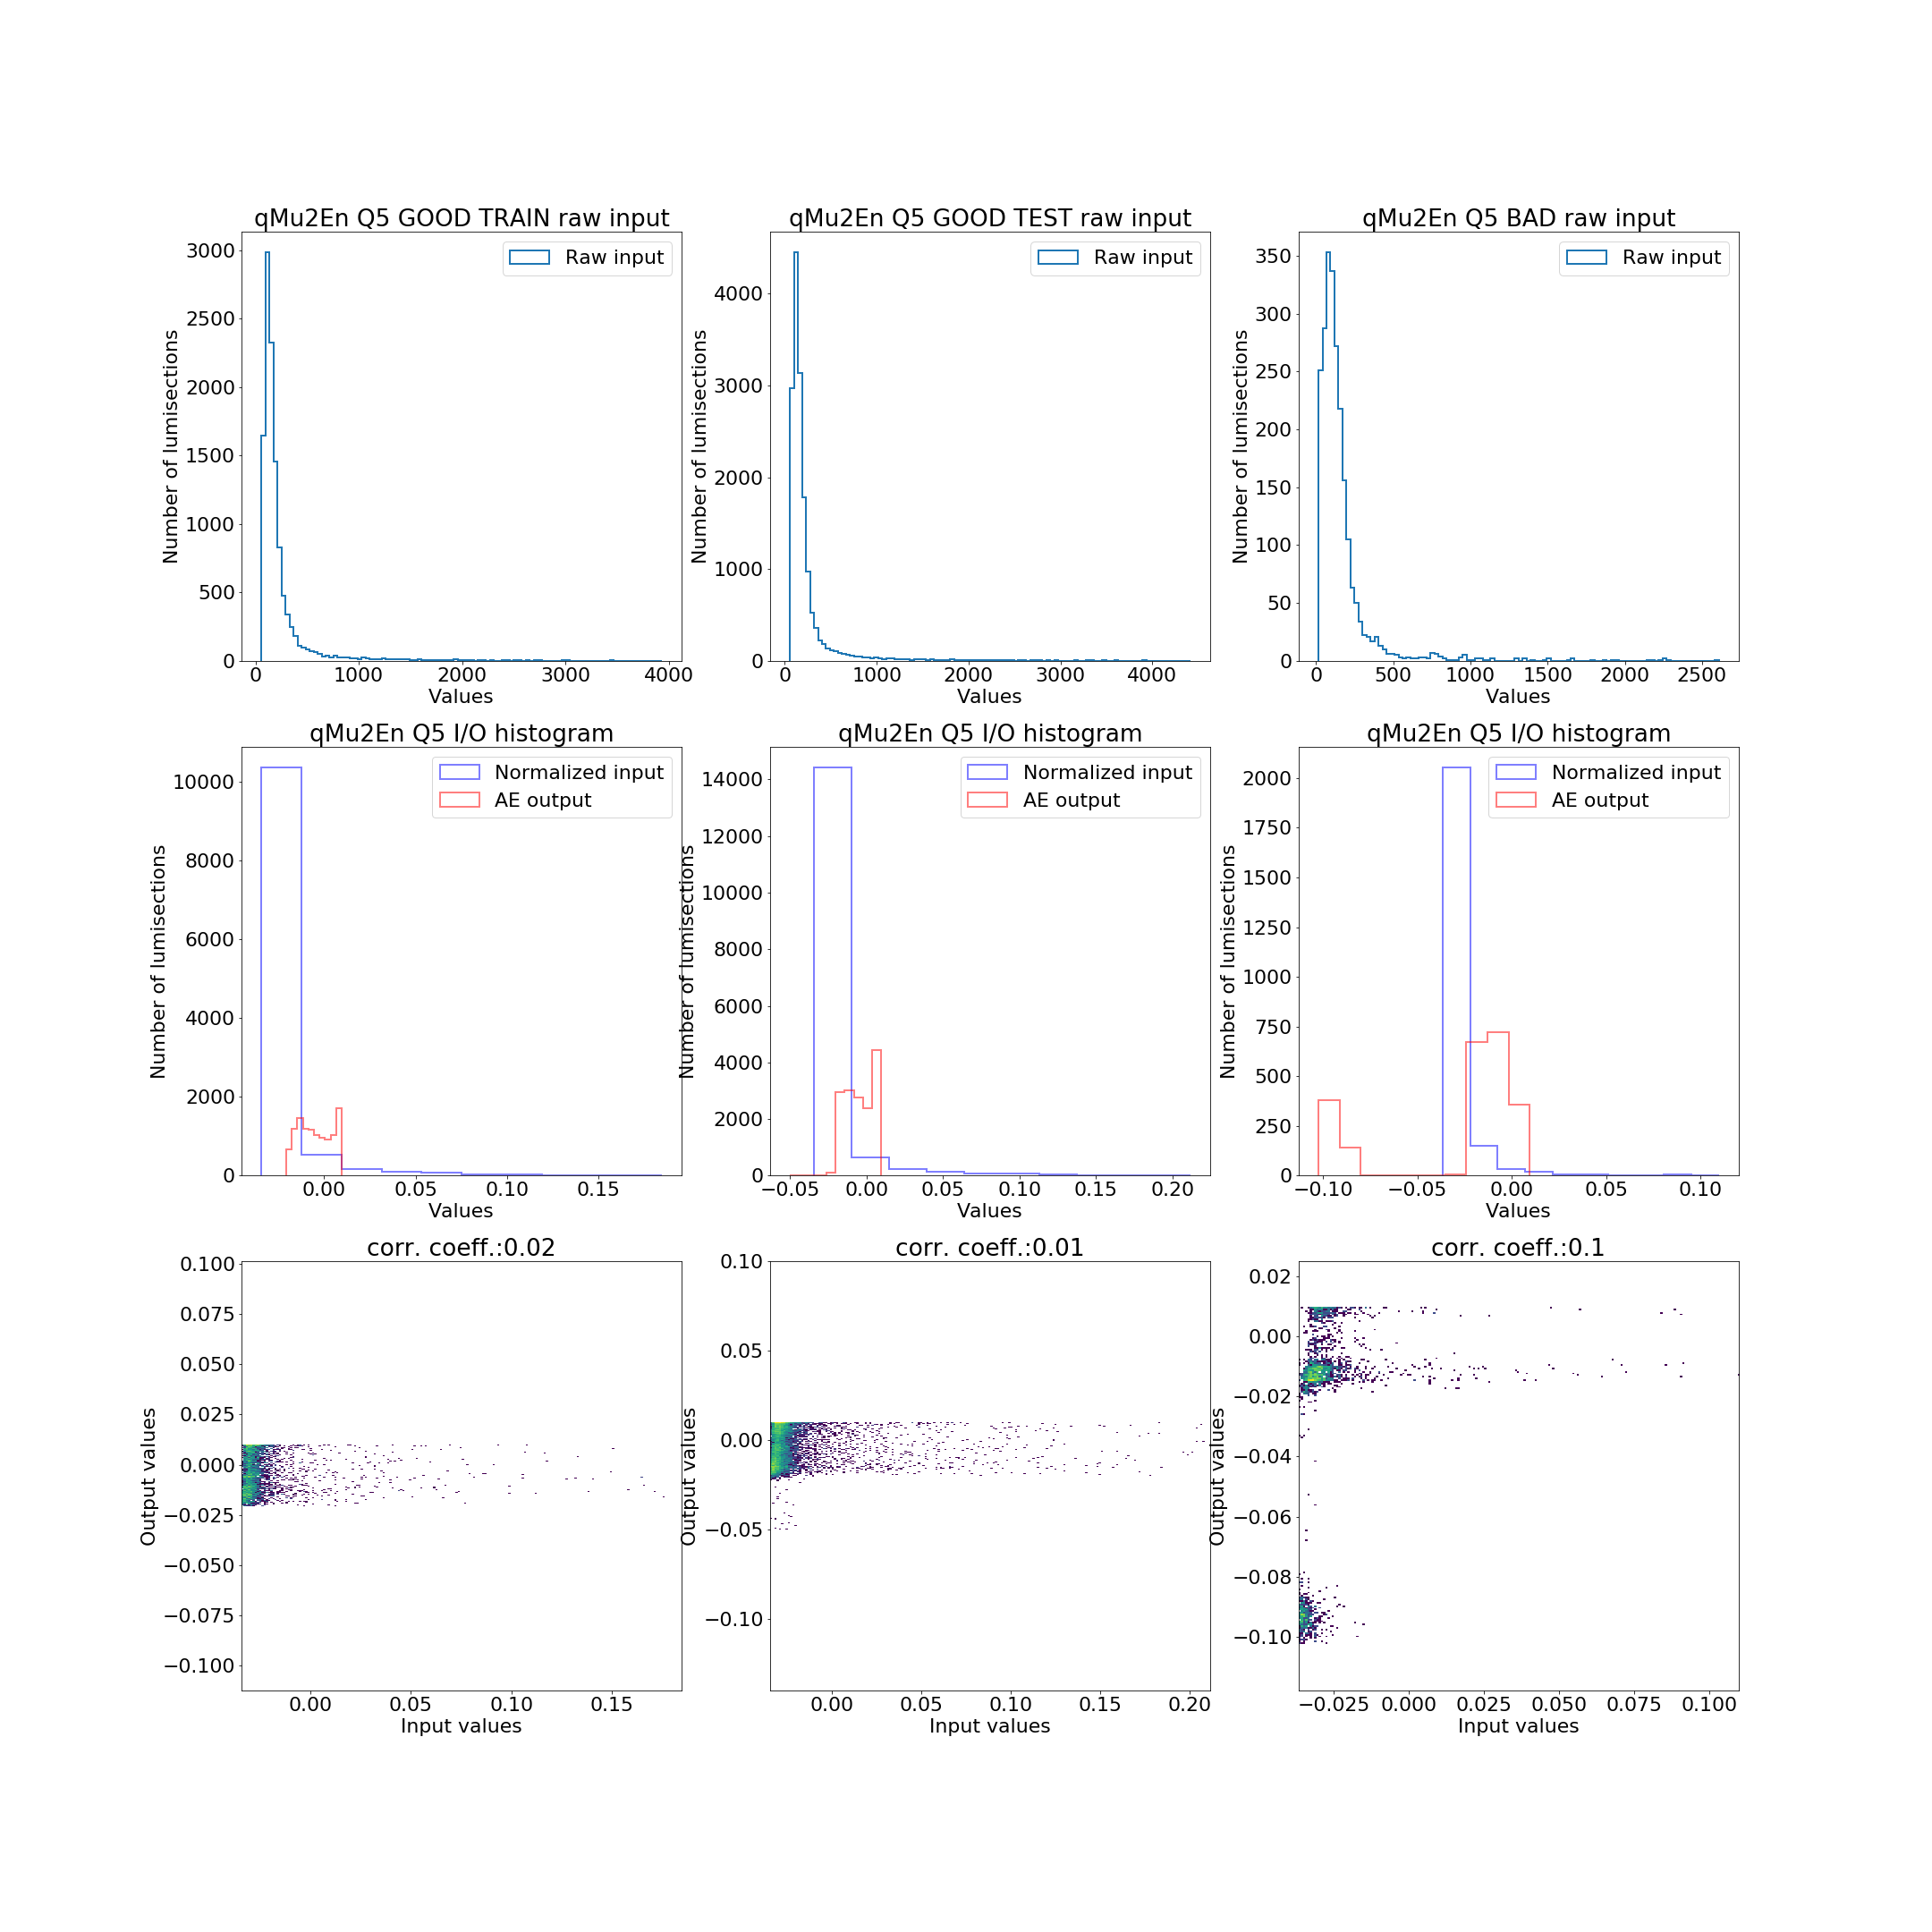 qMu2En Q5 GOOD TRAIN raw input
Raw input
Number of lumisections
3000
2500
2000
1500
1000
500
0
0 1000 2000 3000 4000
Values
qMu2En Q5 GOOD TEST raw input
Raw input
Number of lumisections
4000
3000
2000
1000
0
0 1000 2000 3000 4000
Values
qMu2En Q5 BAD raw input
Raw input
Number of lumisections
350
300
250
200
150
100
50
0
0 500 1000 1500 2000 2500
Values
qMu2En Q5 I/O histogram
Normalized input
AE output
Number of lumisections
10000
8000
6000
4000
2000
0
0.00 0.05 0.10 0.15
Values
qMu2En Q5 I/O histogram
Normalized input
AE output
Number of lumisections
14000
12000
10000
8000
6000
4000
2000
0
−0.05 0.00 0.05 0.10 0.15 0.20
Values
qMu2En Q5 I/O histogram
Normalized input
AE output
Number of lumisections
2000
1750
1500
1250
1000
750
500
250
0
−0.10 −0.05 0.00 0.05 0.10
Values
corr. coeff.:0.02
Output values
0.100
0.075
0.050
0.025
0.000
−0.025
−0.050
−0.075
−0.100
0.00 0.05 0.10 0.15
Input values
corr. coeff.:0.01
Output values
0.10
0.05
0.00
−0.05
−0.10
0.00 0.05 0.10 0.15 0.20
Input values
corr. coeff.:0.1
Output values
0.02
0.00
−0.02
−0.04
−0.06
−0.08
−0.10
−0.025 0.000 0.025 0.050 0.075 0.100
Input values